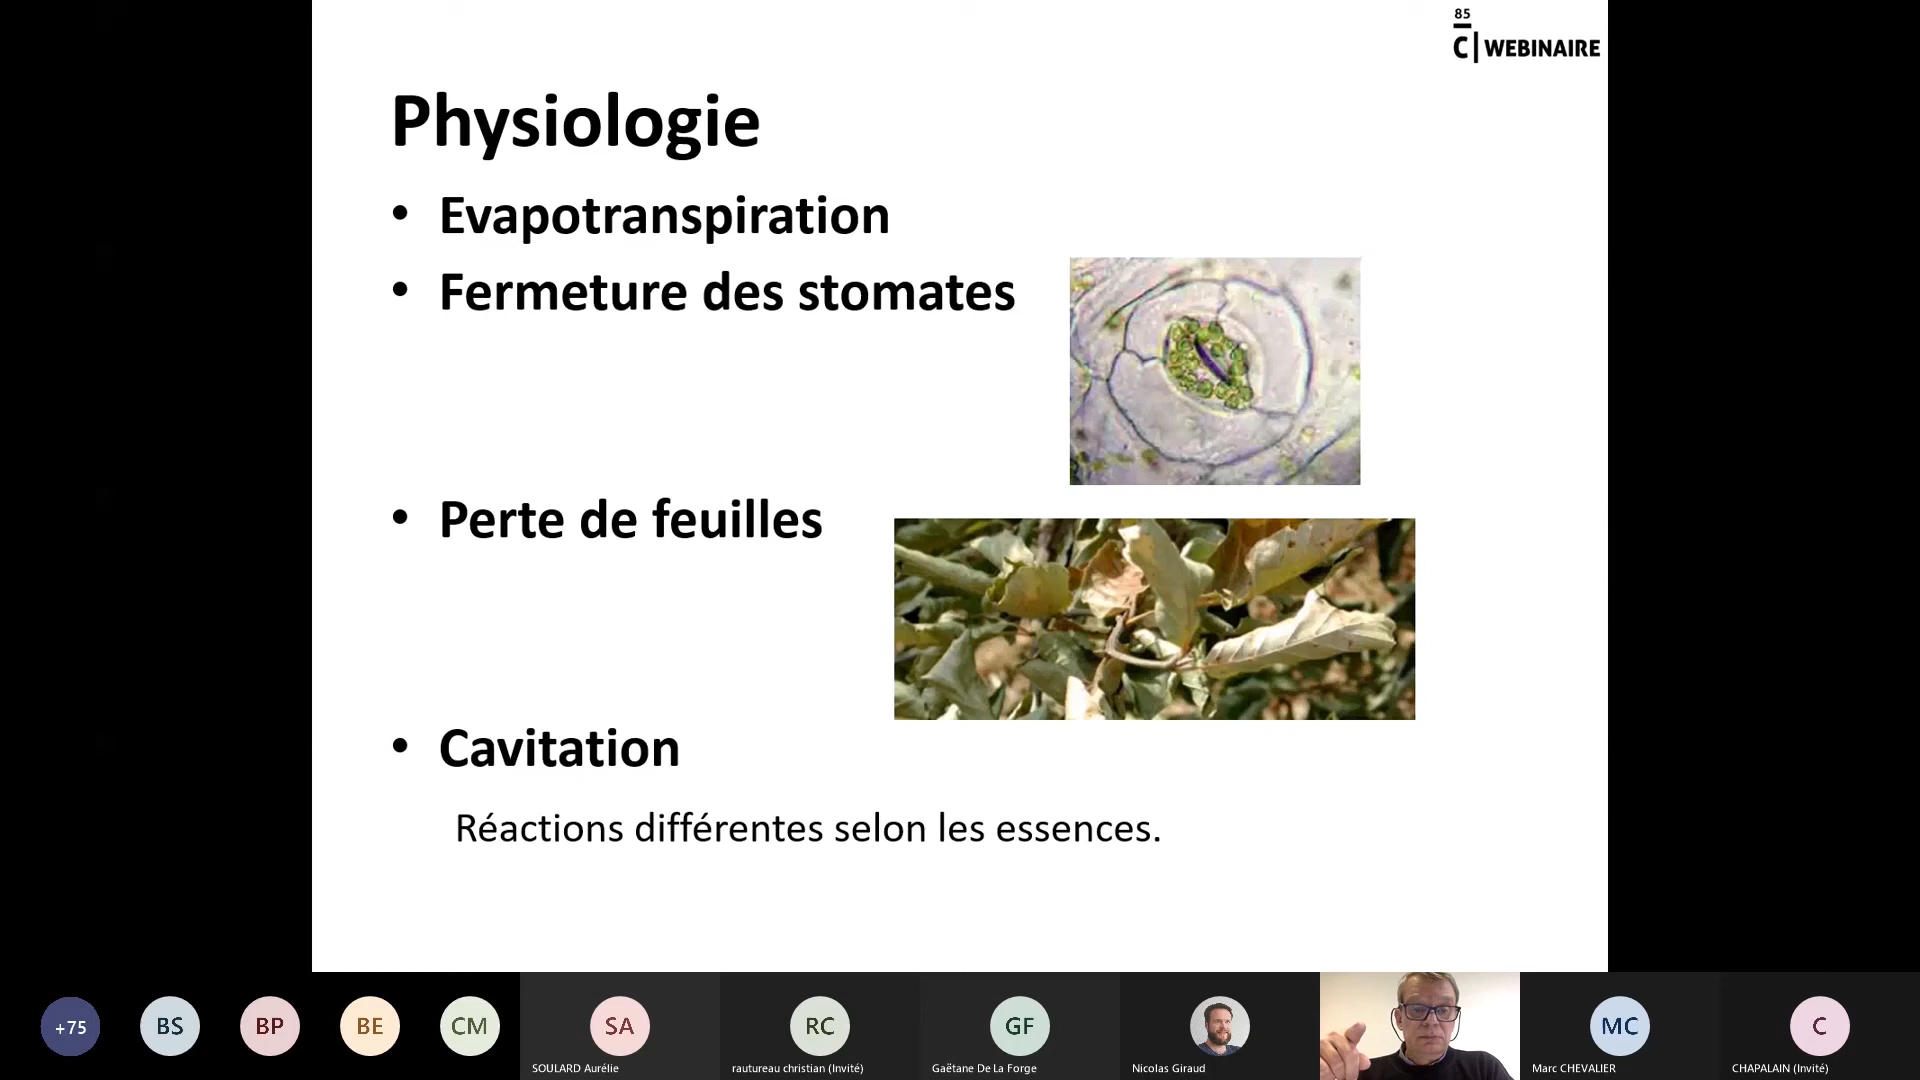 85
C | WEBINAIRE
Physiologie
• Evapotranspiration
• Fermeture des stomates
• Perte de feuilles
• Cavitation
Réactions différentes selon les essences.
+75
BS
BP
BE
CM
SA
RC
GF
MC
C
SOULARD Aurélie
rautureau christian (Invité)
Gaëtane De La Forge
Nicolas Giraud
Marc CHEVALIER
CHAPALAIN (Invité)